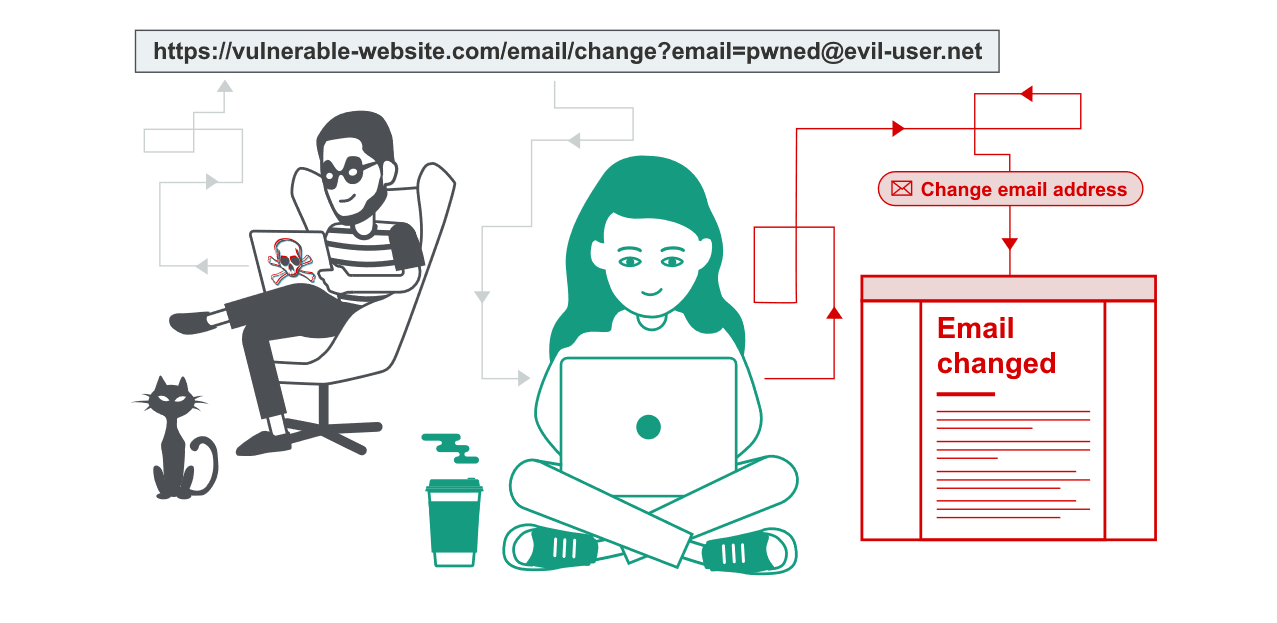 https://vulnerable-website.com/email/change?email=pwned@evil-user.net
Change email address
Email
changed